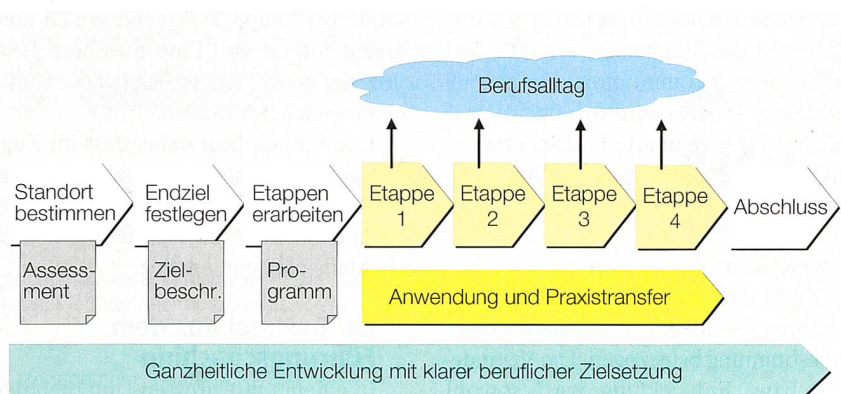 Berufsalltag
Standort
bestimmen
Endziel
festlegen
Etappen
erarbeiten
Etappe
1
Etappe
2
Etappe
3
Etappe
4
Abschluss
Assess-
ment
Ziel-
beschr.
Pro-
gramm
Anwendung und Praxistransfer
Ganzheitliche Entwicklung mit klarer beruflicher Zielsetzung